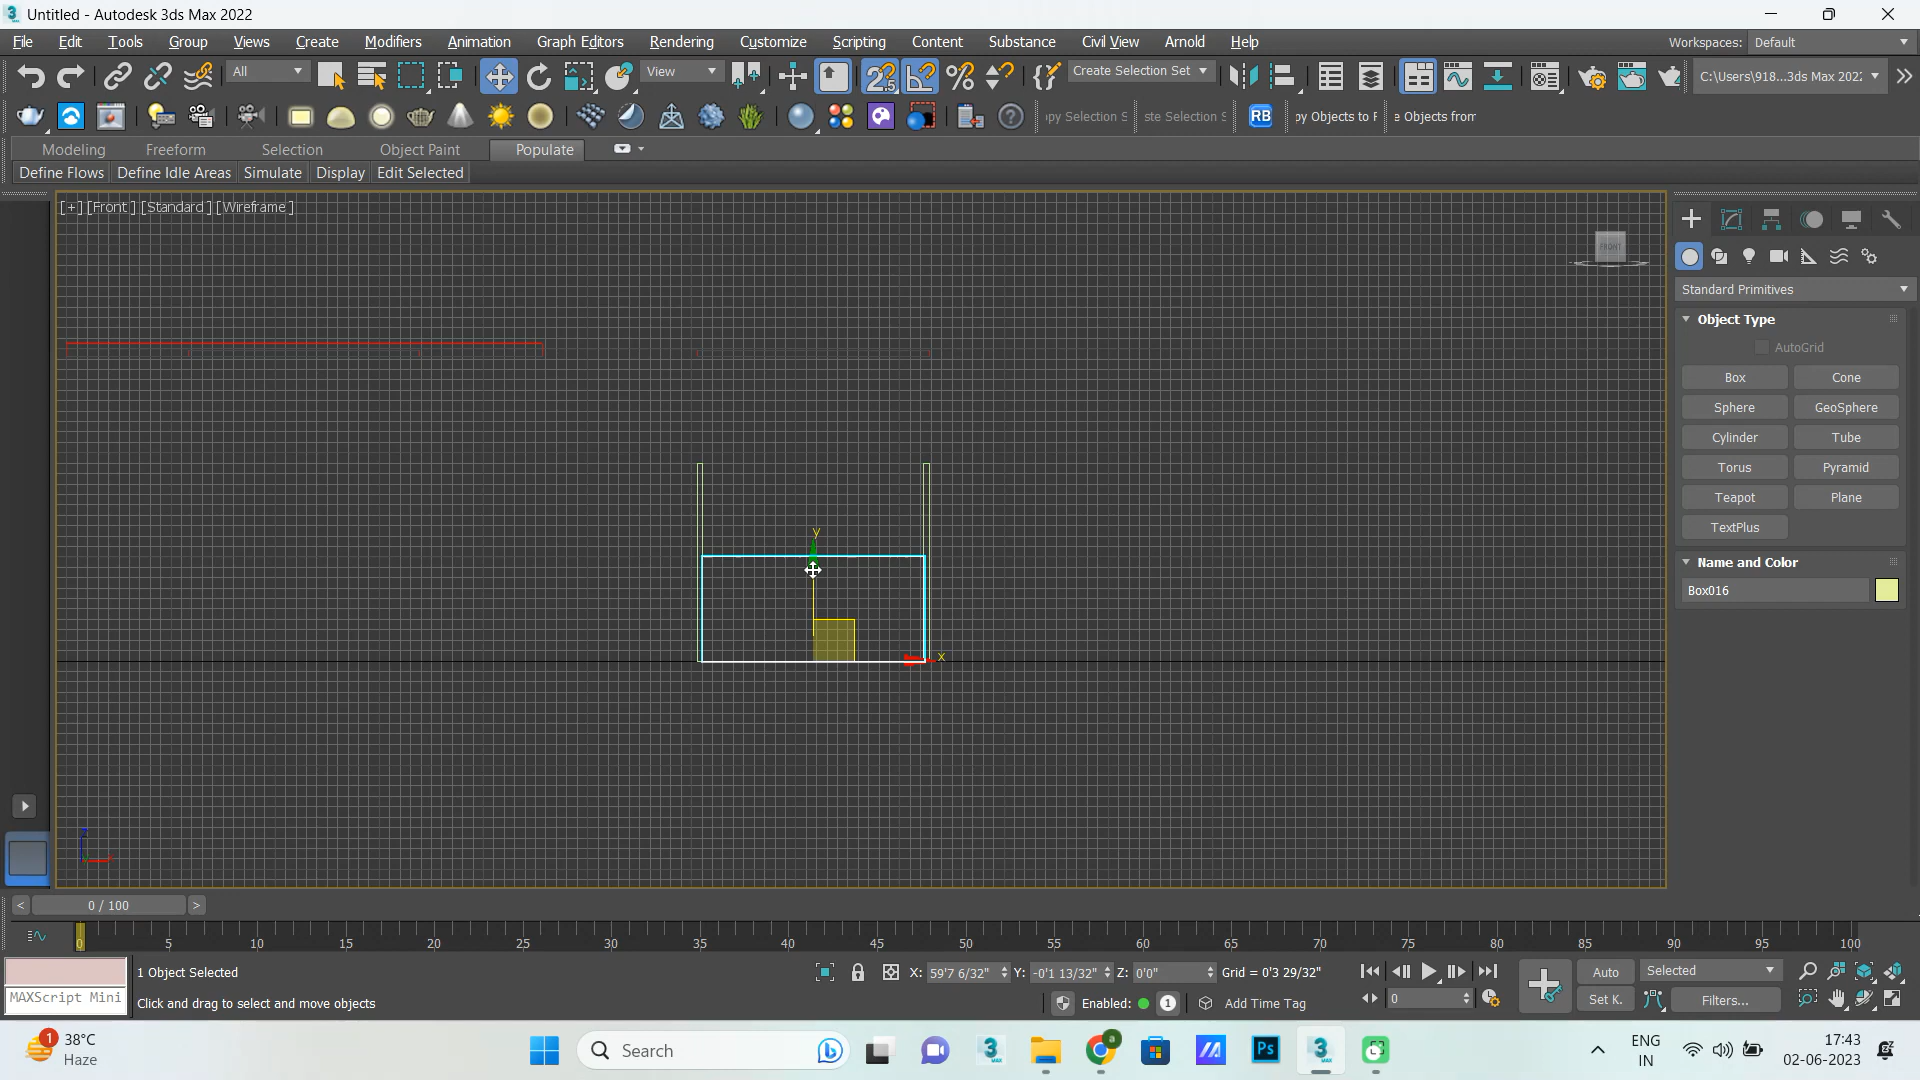 Untitled - Autodesk 3ds Max 2022
File Edit Tools Group Views Create Modifiers Animation Graph Editors Rendering Customize Scripting Content Substance Civil View Arnold Help Workspaces: Default
All View Create Selection Set C:\Users\918...3ds Max 202
RB py Objects to F e Objects from
Modeling Freeform Selection Object Paint Populate
Define Flows Define Idle Areas Simulate Display Edit Selected
[+] [Front ] [Standard ] [Wireframe ]
FRONT
Standard Primitives
Object Type
AutoGrid
Box Cone
Sphere GeoSphere
Cylinder Tube
Torus Pyramid
Teapot Plane
TextPlus
y
x
Name and Color
Box016
0 / 100
0 5 10 15 20 25 30 35 40 45 50 55 60 65 70 75 80 85 90 95 100
1 Object Selected X: 59'7 6/32" Y: -0'1 13/32" Z: 0'0" Grid = 0'3 29/32" Auto Selected
MAXScript Mini Click and drag to select and move objects Enabled: 1 Add Time Tag 0 Set K. Filters...
1 38°C
Haze
Search
Ps
ENG
IN
17:43
02-06-2023